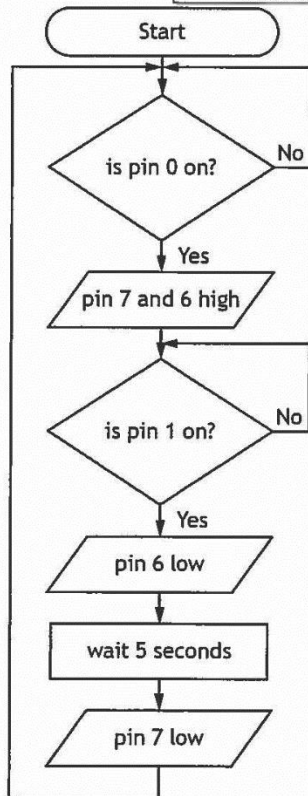 Start
is pin 0 on?
No
Yes
pin 7 and 6 high
is pin 1 on?
No
Yes
pin 6 low
wait 5 seconds
pin 7 low